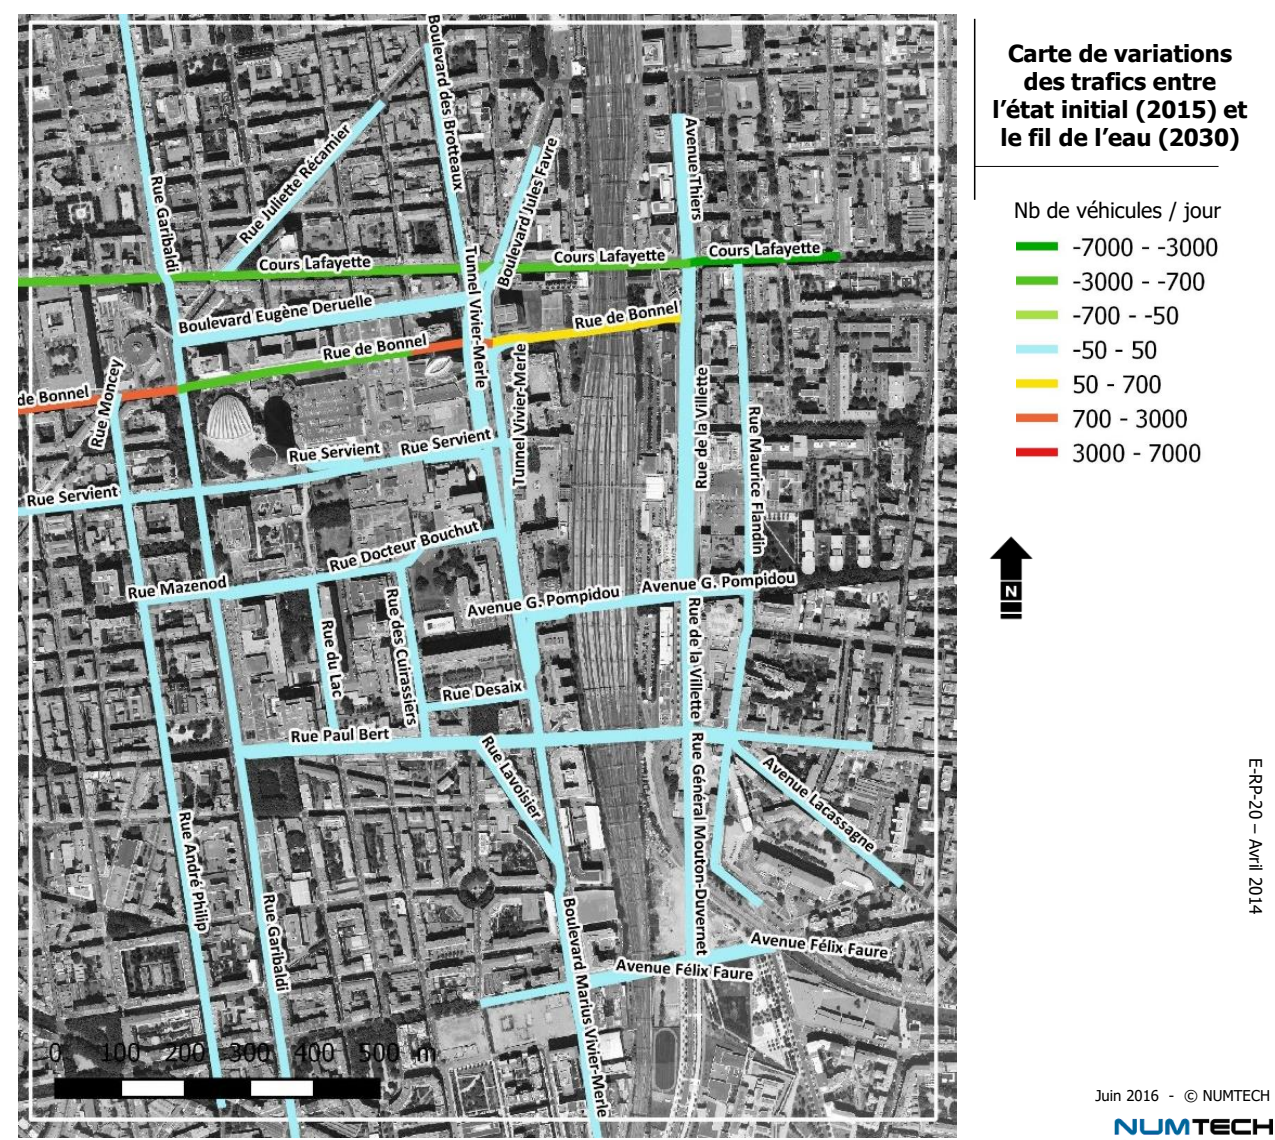 Carte de variations
des trafics entre
l’état initial (2015) et
le fil de l’eau (2030)
Nb de véhicules / jour
-7000 - -3000
-3000 - -700
-700 - -50
-50 - 50
50 - 700
700 - 3000
3000 - 7000
N
E-RP-20 – Avril 2014
Juin 2016 - © NUMTECH
NUMTECH
Boulevard des Brotteaux
Rue Juliette Récamier
Boulevard Jules Favre
Avenue Thiers
Rue Garibaldi
Cours Lafayette
Cours Lafayette
Cours Lafayette
Boulevard Eugène Deruelle
Tunnel Vivier-Merle
Rue de Bonnel
Rue de Bonnel
de Bonnel
Rue Moncey
Tunnel Vivier-Merle
Rue de la Villette
Rue Maurice Flandin
Rue Servient
Rue Servient
Rue Servient
Rue Docteur Bouchut
Rue Mazenod
Avenue G. Pompidou
Avenue G. Pompidou
Rue du Lac
Rue des Cuirassiers
Rue de la Villette
Rue Desaix
Rue Paul Bert
Rue Lavoisier
Rue Général Mouton-Duvernet
Avenue Lacassagne
Rue André Philip
Rue Garibaldi
Boulevard Marius Vivier-Merle
Avenue Félix Faure
Avenue Félix Faure
0 100 200 300 400 500 m